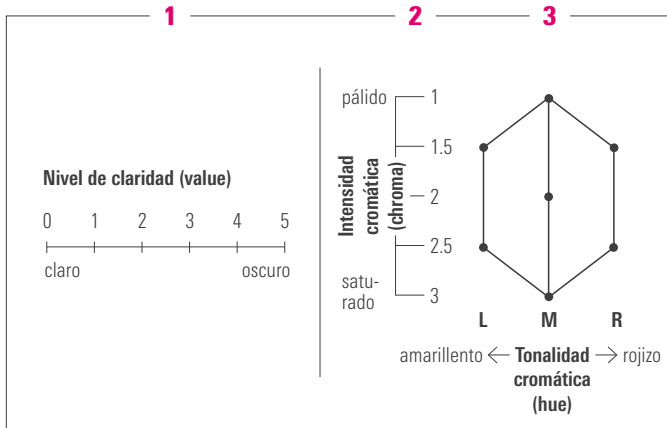 1 2 3
Nivel de claridad (value)
0 1 2 3 4 5
claro oscuro
Intensidad
cromática
(chroma)
pálido 1
1.5
2
2.5
satu-
rado 3
L M R
amarillento ← Tonalidad → rojizo
cromática
(hue)